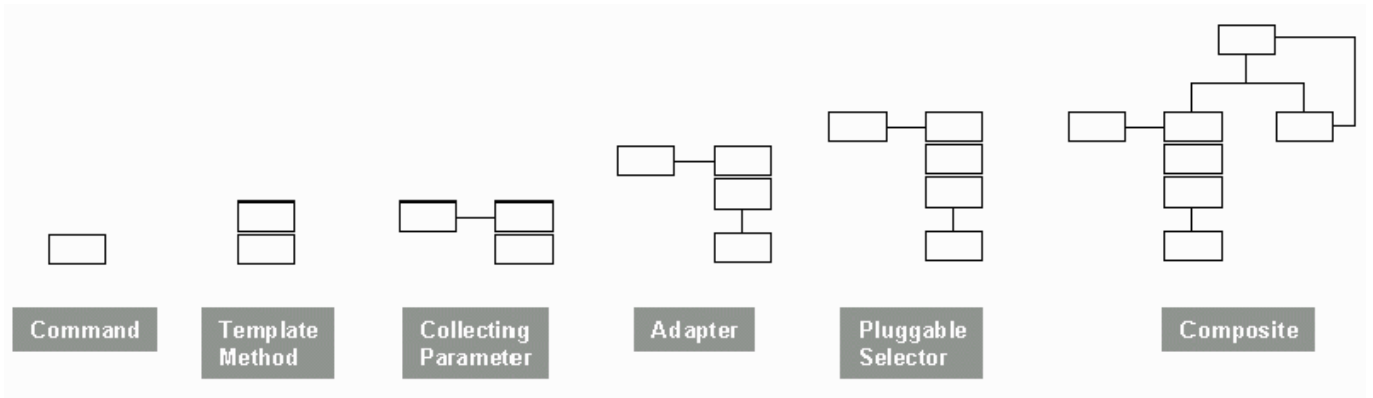 Command
Template
Method
Collecting
Parameter
Adapter
Pluggable
Selector
Composite